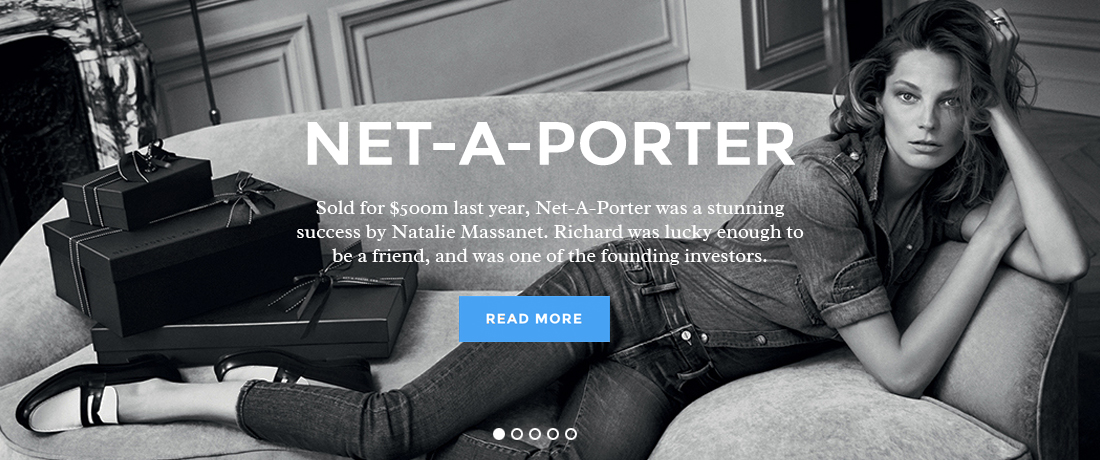 NET-A-PORTER
Sold for $500m last year, Net-A-Porter was a stunning
success by Natalie Massanet. Richard was lucky enough to
be a friend, and was one of the founding investors.
READ MORE